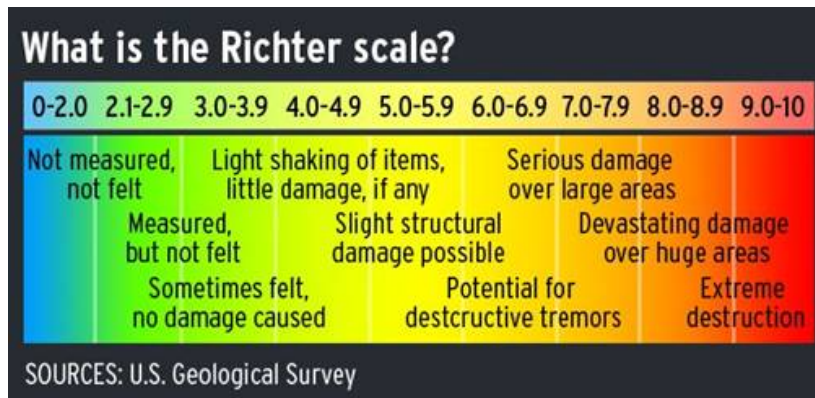 What is the Richter scale?
0-2.0 2.1-2.9 3.0-3.9 4.0-4.9 5.0-5.9 6.0-6.9 7.0-7.9 8.0-8.9 9.0-10
Not measured,
not felt
Light shaking of items,
little damage, if any
Serious damage
over large areas
Measured,
but not felt
Slight structural
damage possible
Devastating damage
over huge areas
Sometimes felt,
no damage caused
Potential for
destcructive tremors
Extreme
destruction
SOURCES: U.S. Geological Survey